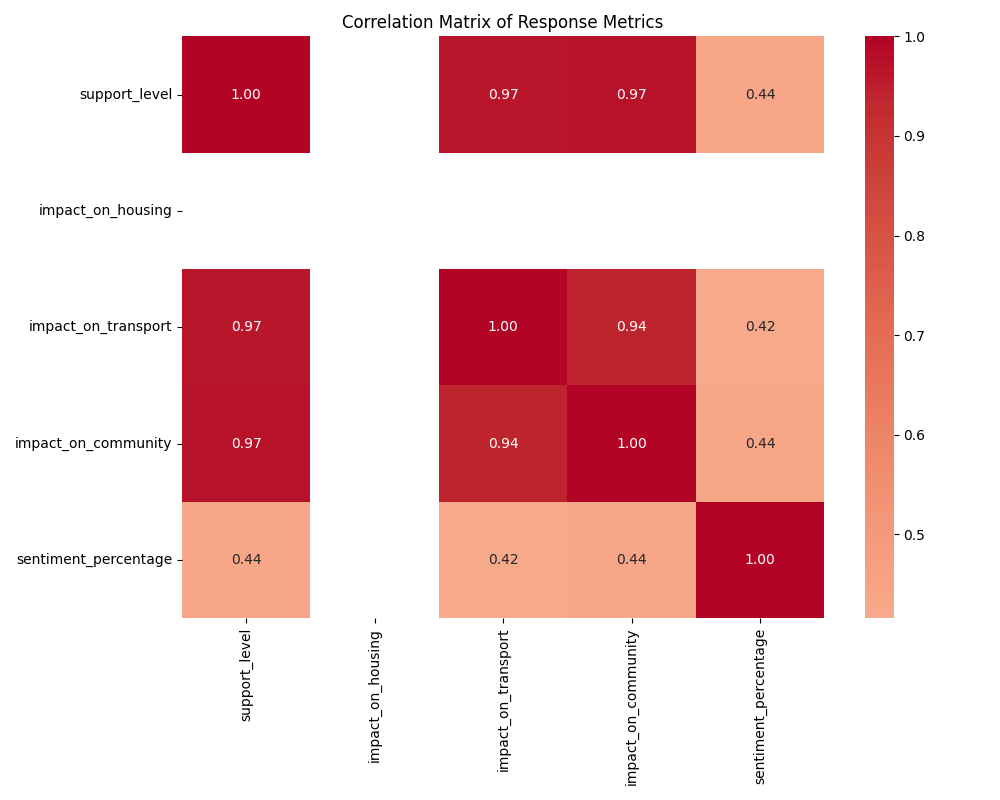 Correlation Matrix of Response Metrics
support_level 1.00 0.97 0.97 0.44
impact_on_housing
impact_on_transport 0.97 1.00 0.94 0.42
impact_on_community 0.97 0.94 1.00 0.44
sentiment_percentage 0.44 0.42 0.44 1.00
support_level
impact_on_housing
impact_on_transport
impact_on_community
sentiment_percentage
1.0
0.9
0.8
0.7
0.6
0.5